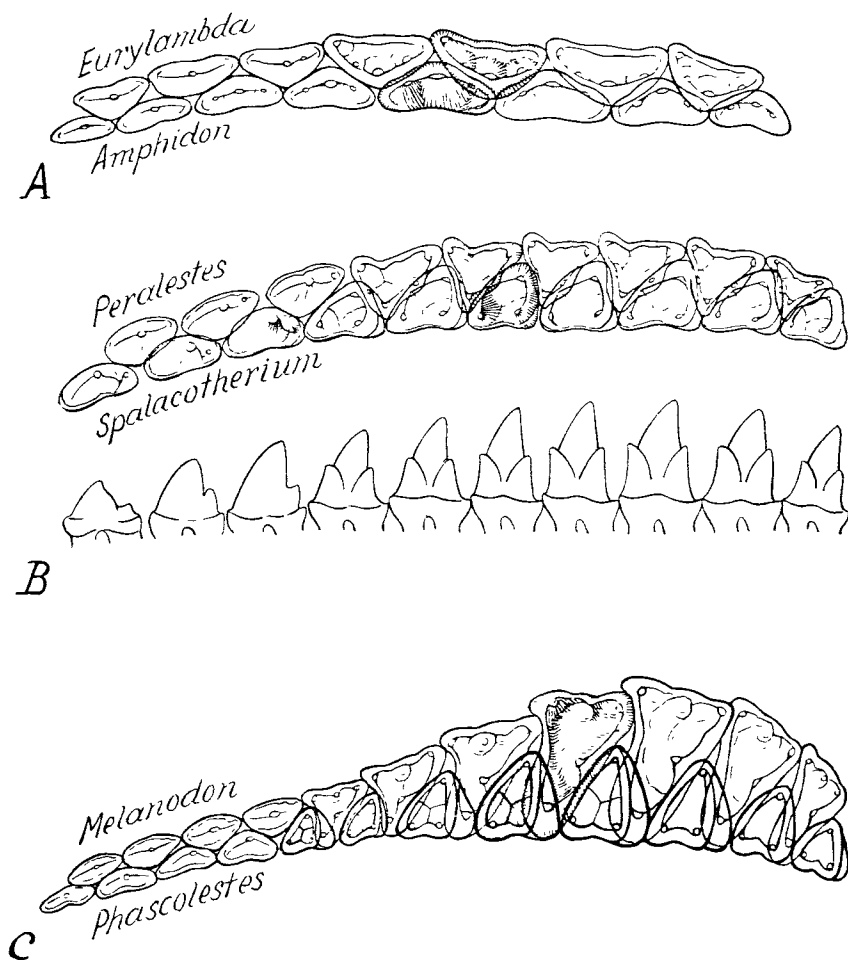 Eurylambda
Amphidon
A
Peralestes
Spalacotherium
B
Melanodon
Phascolestes
C